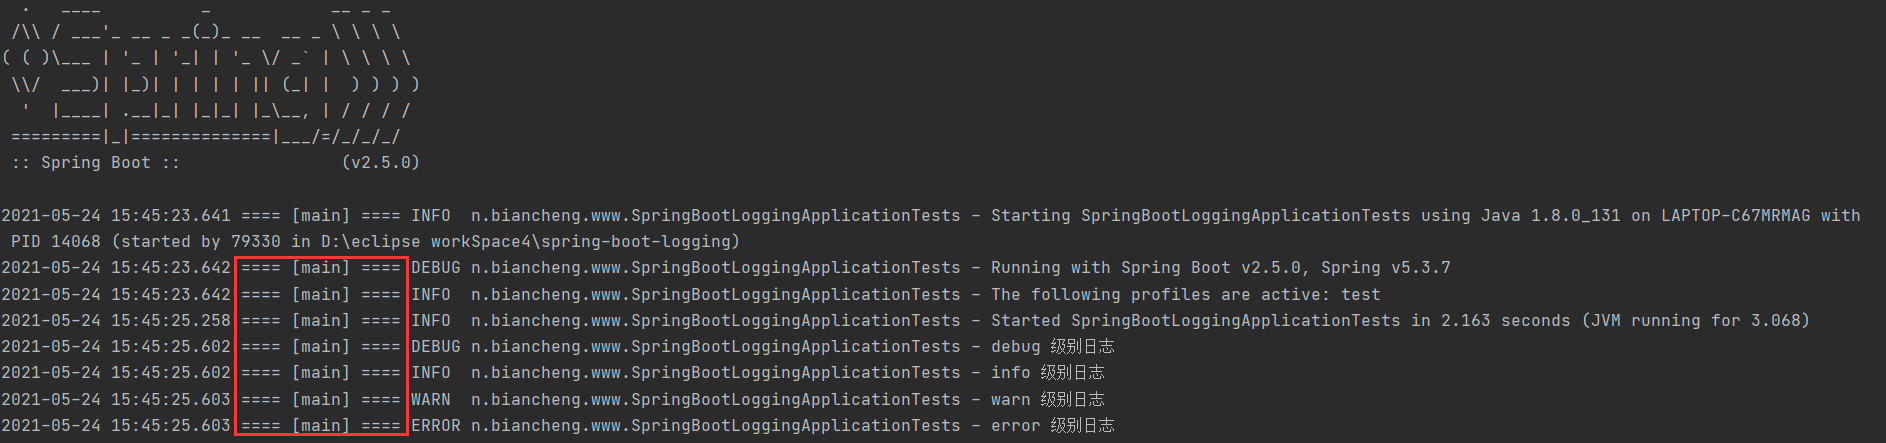 .   ____          _            __ _ _
 /\\ / ___'_ __ _ _(_)_ __  __ _ \ \ \ \
( ( )\___ | '_ | '_| | '_ \/ _` | \ \ \ \
 \\/  ___)| |_)| | | | | || (_| |  ) ) ) )
  '  |____| .__|_| |_|_| |_\__, | / / / /
 =========|_|==============|___/=/_/_/_/
 :: Spring Boot ::                (v2.5.0)
2021-05-24 15:45:23.641 ==== [main] ==== INFO  n.biancheng.www.SpringBootLoggingApplicationTests - Starting SpringBootLoggingApplicationTests using Java 1.8.0_131 on LAPTOP-C67MRMAG with
 PID 14068 (started by 79330 in D:\eclipse workSpace4\spring-boot-logging)
2021-05-24 15:45:23.642 ==== [main] ==== DEBUG n.biancheng.www.SpringBootLoggingApplicationTests - Running with Spring Boot v2.5.0, Spring v5.3.7
2021-05-24 15:45:23.642 ==== [main] ==== INFO  n.biancheng.www.SpringBootLoggingApplicationTests - The following profiles are active: test
2021-05-24 15:45:25.258 ==== [main] ==== INFO  n.biancheng.www.SpringBootLoggingApplicationTests - Started SpringBootLoggingApplicationTests in 2.163 seconds (JVM running for 3.068)
2021-05-24 15:45:25.602 ==== [main] ==== DEBUG n.biancheng.www.SpringBootLoggingApplicationTests - debug 级别日志
2021-05-24 15:45:25.602 ==== [main] ==== INFO  n.biancheng.www.SpringBootLoggingApplicationTests - info 级别日志
2021-05-24 15:45:25.603 ==== [main] ==== WARN  n.biancheng.www.SpringBootLoggingApplicationTests - warn 级别日志
2021-05-24 15:45:25.603 ==== [main] ==== ERROR n.biancheng.www.SpringBootLoggingApplicationTests - error 级别日志